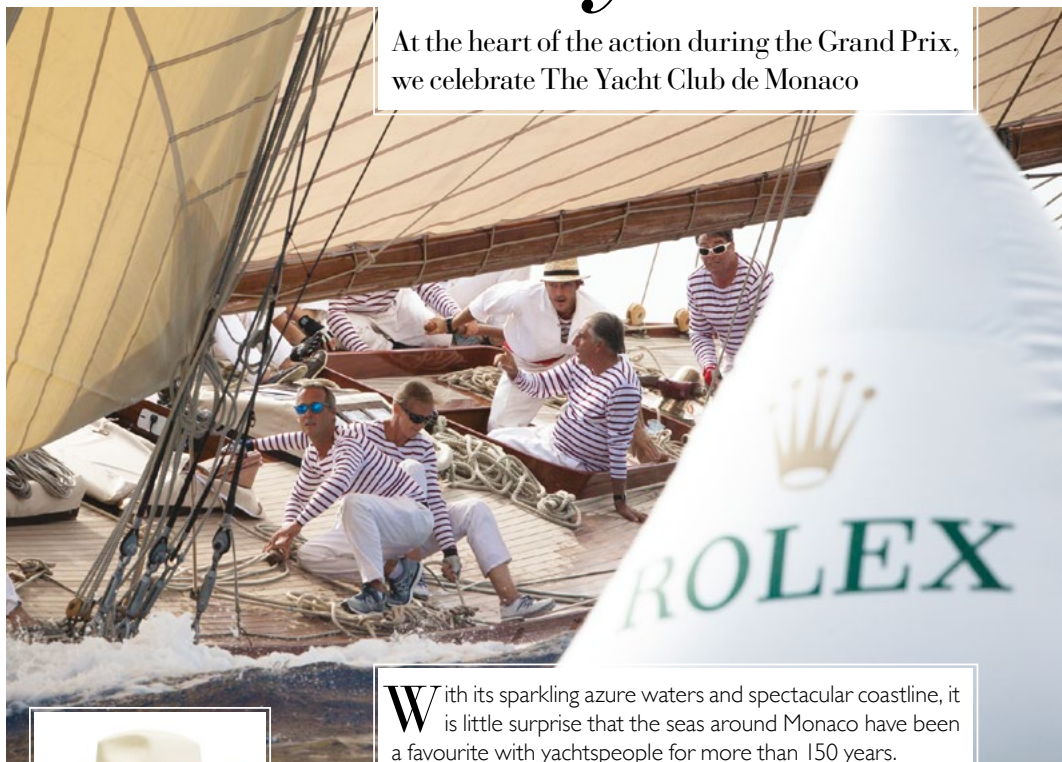 At the heart of the action during the Grand Prix,
we celebrate The Yacht Club de Monaco
ROLEX
With its sparkling azure waters and spectacular coastline, it
is little surprise that the seas around Monaco have been
a favourite with yachtspeople for more than 150 years.